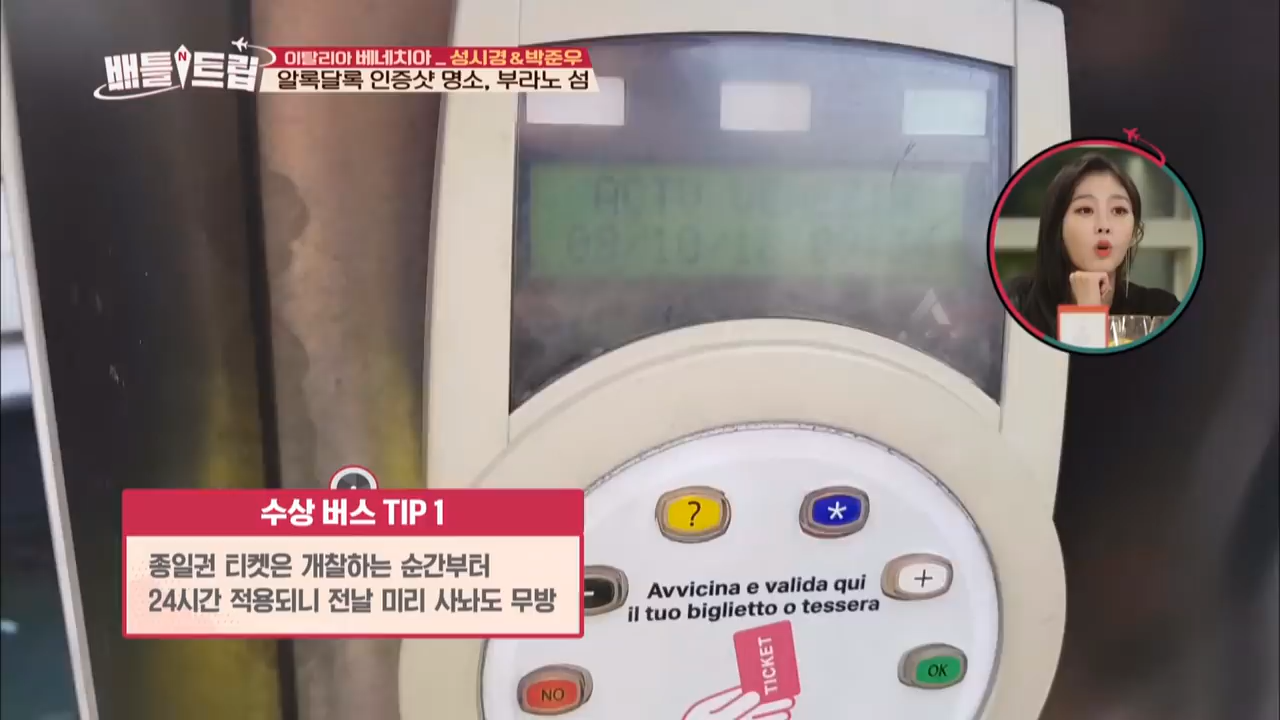 배틀트립
이탈리아 베네치아 _ 성시경&박준우
알록달록 인증샷 명소, 부라노 섬
수상 버스 TIP 1
종일권 티켓은 개찰하는 순간부터
24시간 적용되니 전날 미리 사놔도 무방
?
*
-
+
Avvicina e valida qui
il tuo biglietto o tessera
TICKET
NO
OK